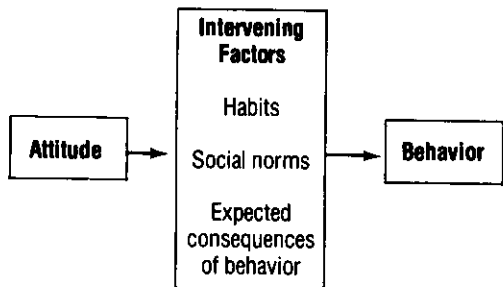 Intervening
Factors
Habits
Attitude
Social norms
Behavior
Expected
consequences
of behavior